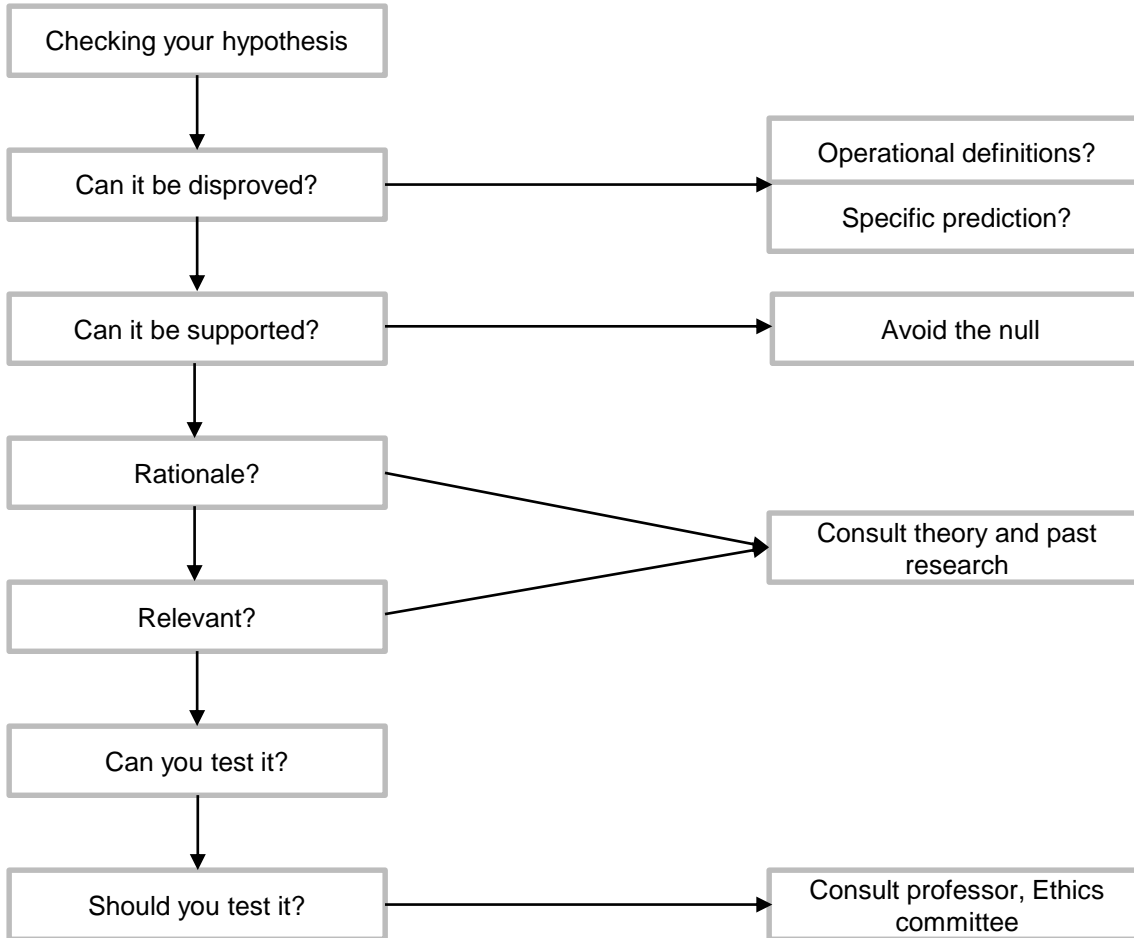 Checking your hypothesis
Can it be disproved?
Operational definitions?
Specific prediction?
Can it be supported?
Avoid the null
Rationale?
Consult theory and past
research
Relevant?
Can you test it?
Should you test it?
Consult professor, Ethics
committee